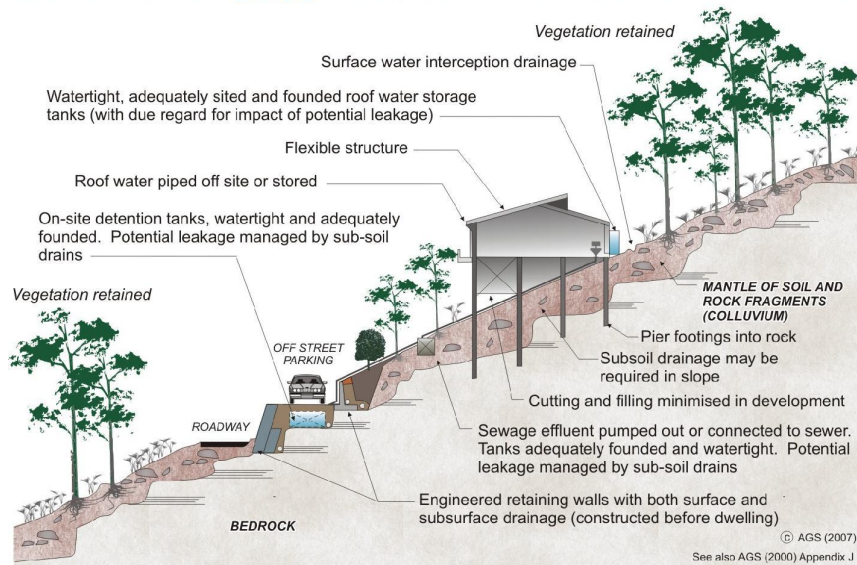 Vegetation retained
Surface water interception drainage
Watertight, adequately sited and founded roof water storage
tanks (with due regard for impact of potential leakage)
Flexible structure
Roof water piped off site or stored
On-site detention tanks, watertight and adequately
founded. Potential leakage managed by sub-soil
drains
Vegetation retained
MANTLE OF SOIL AND
ROCK FRAGMENTS
(COLLUVIUM)
Pier footings into rock
OFF STREET
PARKING
Subsoil drainage may be
required in slope
Cutting and filling minimised in development
ROADWAY
Sewage effluent pumped out or connected to sewer.
Tanks adequately founded and watertight. Potential
leakage managed by sub-soil drains
Engineered retaining walls with both surface and
subsurface drainage (constructed before dwelling)
BEDROCK
© AGS (2007)
See also AGS (2000) Appendix J